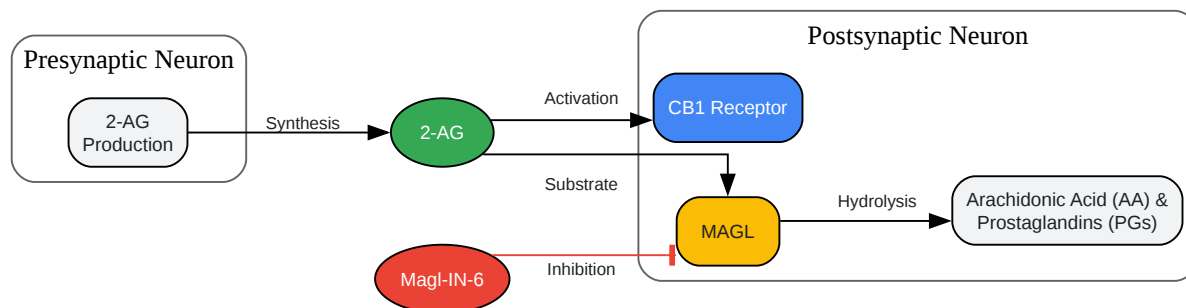 Presynaptic Neuron
2-AG
Production
Synthesis
2-AG
Activation
Substrate
Magl-IN-6
Inhibition
Postsynaptic Neuron
CB1 Receptor
MAGL
Hydrolysis
Arachidonic Acid (AA) &
Prostaglandins (PGs)